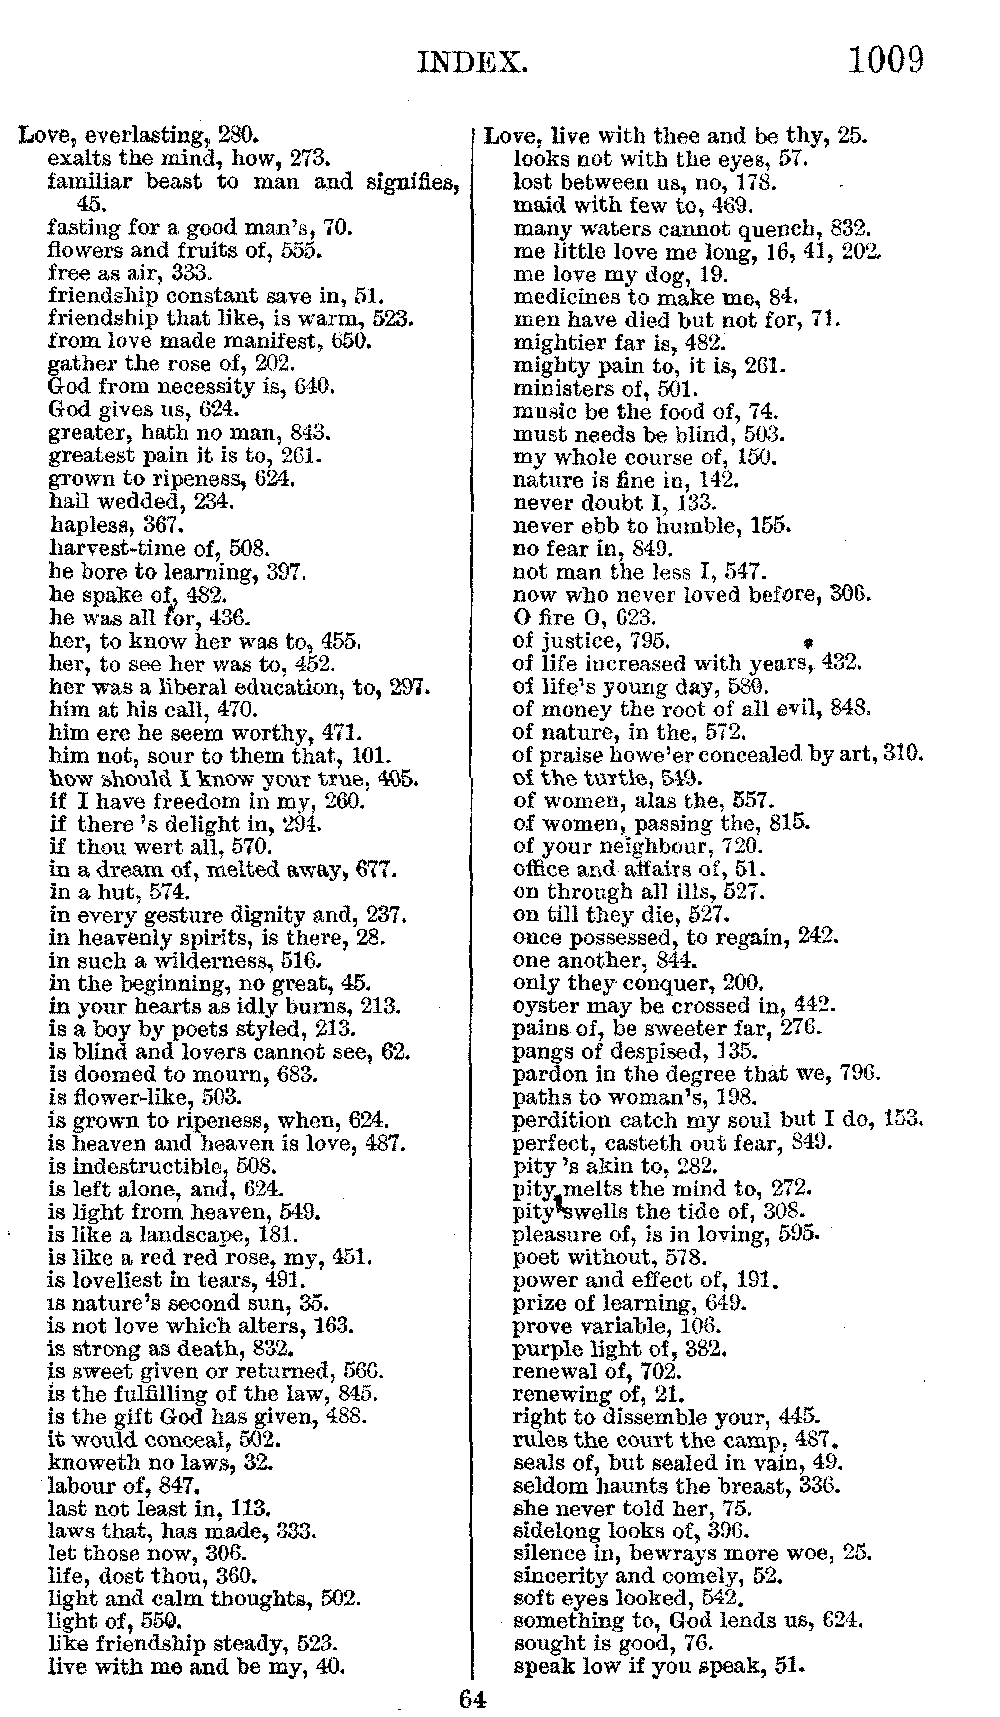 INDEX. 1009
Love, everlasting, 280.
exalts the mind, how, 273.
familiar beast to man and signifies,
45.
fasting for a good man's, 70.
flowers and fruits of, 555.
free as air, 333.
friendship constant save in, 51.
friendship that like, is warm, 523.
from love made manifest, 650.
gather the rose of, 202.
God from necessity is, 640.
God gives us, 624.
greater, hath no man, 843.
greatest pain it is to, 261.
grown to ripeness, 624.
hail wedded, 234.
hapless, 367.
harvest-time of, 508.
he bore to learning, 397.
he spake of, 482.
he was all for, 436.
her, to know her was to, 455.
her, to see her was to, 452.
her was a liberal education, to, 297.
him at his call, 470.
him ere he seem worthy, 471.
him not, sour to them that, 101.
how should I know your true, 405.
if I have freedom in my, 260.
if there 's delight in, 294.
if thou wert all, 570.
in a dream of, melted away, 677.
in a hut, 574.
in every gesture dignity and, 237.
in heavenly spirits, is there, 28.
in such a wilderness, 516.
in the beginning, no great, 45.
in your hearts as idly burns, 213.
is a boy by poets styled, 213.
is blind and lovers cannot see, 62.
is doomed to mourn, 683.
is flower-like, 503.
is grown to ripeness, when, 624.
is heaven and heaven is love, 487.
is indestructible, 508.
is left alone, and, 624.
is light from heaven, 549.
is like a landscape, 181.
is like a red red rose, my, 451.
is loveliest in tears, 491.
is nature's second sun, 35.
is not love which alters, 163.
is strong as death, 832.
is sweet given or returned, 566.
is the fulfilling of the law, 845.
is the gift God has given, 488.
it would conceal, 502.
knoweth no laws, 32.
labour of, 847.
last not least in, 113.
laws that, has made, 333.
let those now, 306.
life, dost thou, 360.
light and calm thoughts, 502.
light of, 550.
like friendship steady, 523.
live with me and be my, 40.
Love, live with thee and be thy, 25.
looks not with the eyes, 57.
lost between us, no, 178.
maid with few to, 469.
many waters cannot quench, 832.
me little love me long, 16, 41, 202.
me love my dog, 19.
medicines to make me, 84.
men have died but not for, 71.
mightier far is, 482.
mighty pain to, it is, 261.
ministers of, 501.
music be the food of, 74.
must needs be blind, 503.
my whole course of, 150.
nature is fine in, 142.
never doubt I, 133.
never ebb to humble, 155.
no fear in, 849.
not man the less I, 547.
now who never loved before, 306.
O fire O, 623.
of justice, 795.
of life increased with years, 432.
of life's young day, 580.
of money the root of all evil, 848.
of nature, in the, 572.
of praise howe'er concealed by art, 310.
of the turtle, 549.
of women, alas the, 557.
of women, passing the, 815.
of your neighbour, 720.
office and affairs of, 51.
on through all ills, 527.
on till they die, 527.
once possessed, to regain, 242.
one another, 844.
only they conquer, 200.
oyster may be crossed in, 442.
pains of, be sweeter far, 276.
pangs of despised, 135.
pardon in the degree that we, 796.
paths to woman's, 198.
perdition catch my soul but I do, 153.
perfect, casteth out fear, 849.
pity 's akin to, 282.
pity melts the mind to, 272.
pity swells the tide of, 308.
pleasure of, is in loving, 595.
poet without, 578.
power and effect of, 191.
prize of learning, 649.
prove variable, 106.
purple light of, 382.
renewal of, 702.
renewing of, 21.
right to dissemble your, 445.
rules the court the camp, 487.
seals of, but sealed in vain, 49.
seldom haunts the breast, 336.
she never told her, 75.
sidelong looks of, 396.
silence in, bewrays more woe, 25.
sincerity and comely, 52.
soft eyes looked, 542.
something to, God lends us, 624.
sought is good, 76.
speak low if you speak, 51.
64